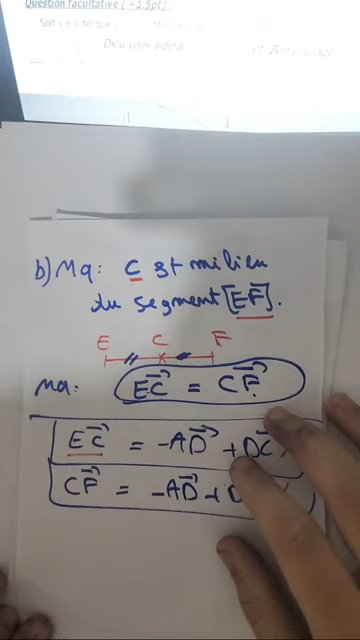 Question facultative ( +1.5pt) :
Dieu vous aidera
b) Mq: C est milieu
du segment [EF].
E C F
Mq: EC = CF.
EC = -AD + DC
CF = -AD + D